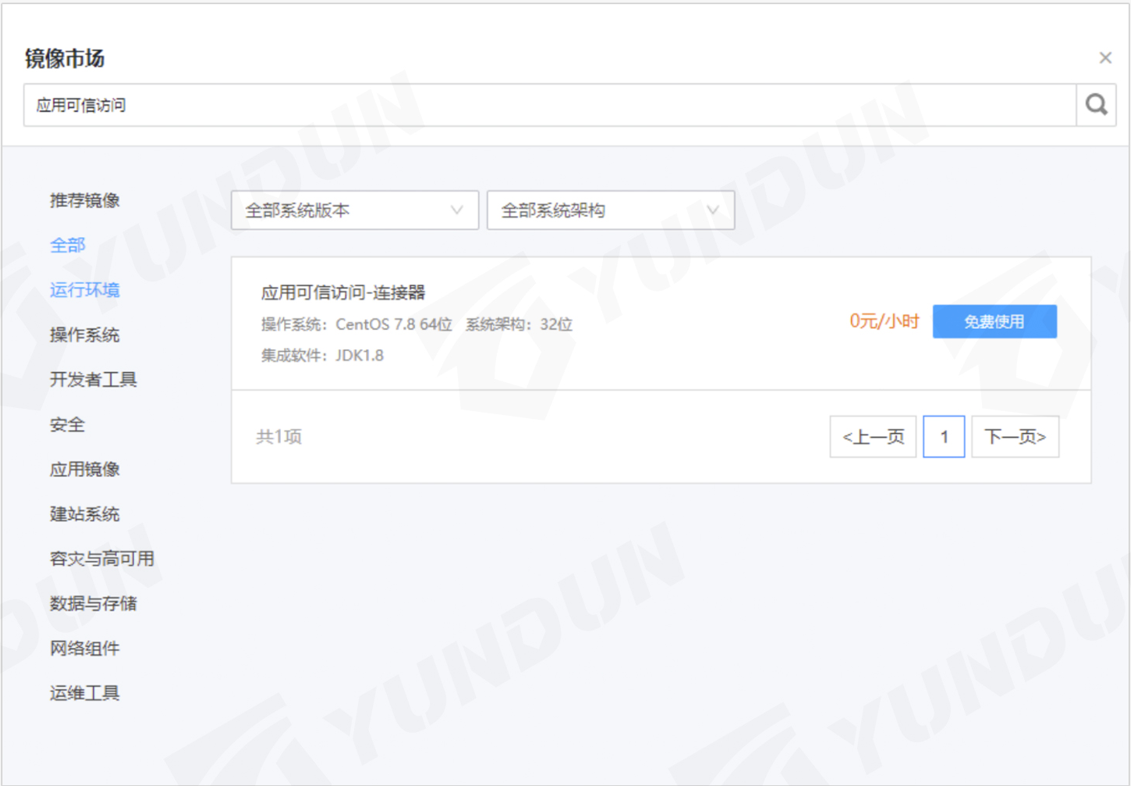 镜像市场
应用可信访问
推荐镜像
全部
运行环境
操作系统
开发者工具
安全
应用镜像
建站系统
容灾与高可用
数据与存储
网络组件
运维工具
全部系统版本 全部系统架构
应用可信访问-连接器
操作系统：CentOS 7.8 64位 系统架构：32位
集成软件：JDK1.8
0元/小时 免费使用
共1项 <上一页 1 下一页>
YUNDUN
YUNDUN
YUNDUN
YUNDUN
YUNDUN